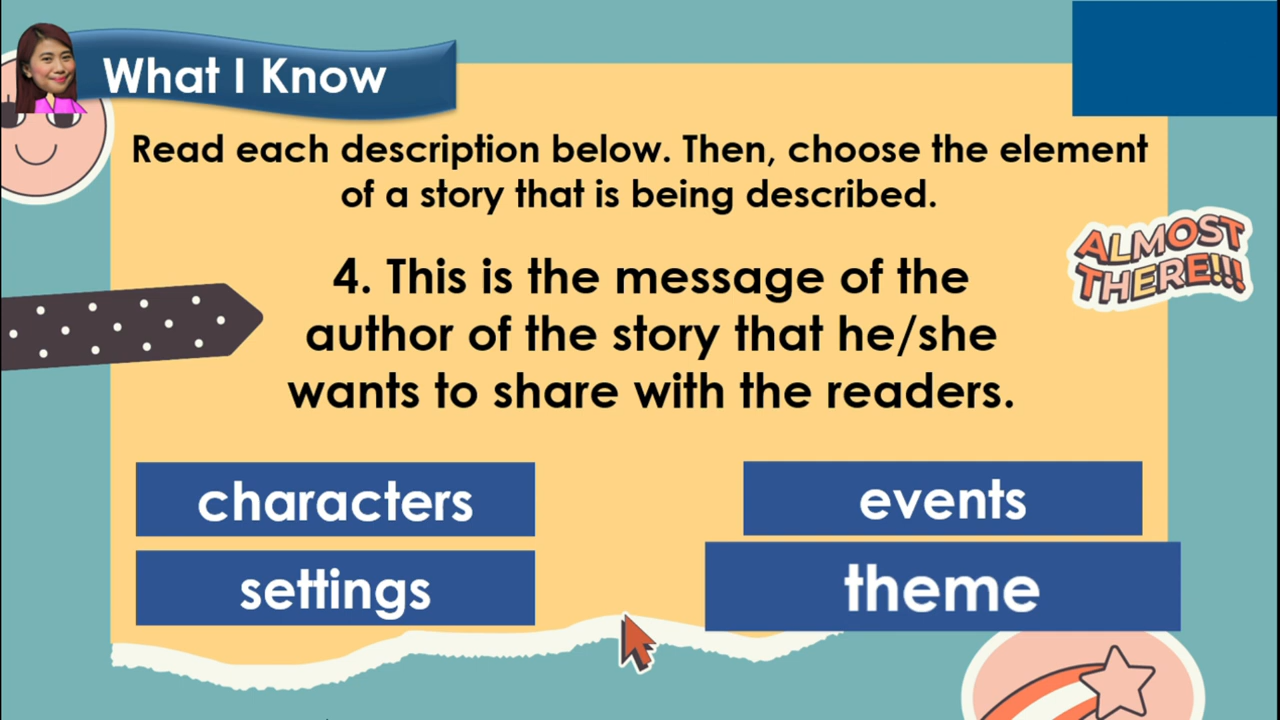 What I Know
Read each description below. Then, choose the element
of a story that is being described.
ALMOST
THERE!!!
4. This is the message of the
author of the story that he/she
wants to share with the readers.
characters
events
settings
theme